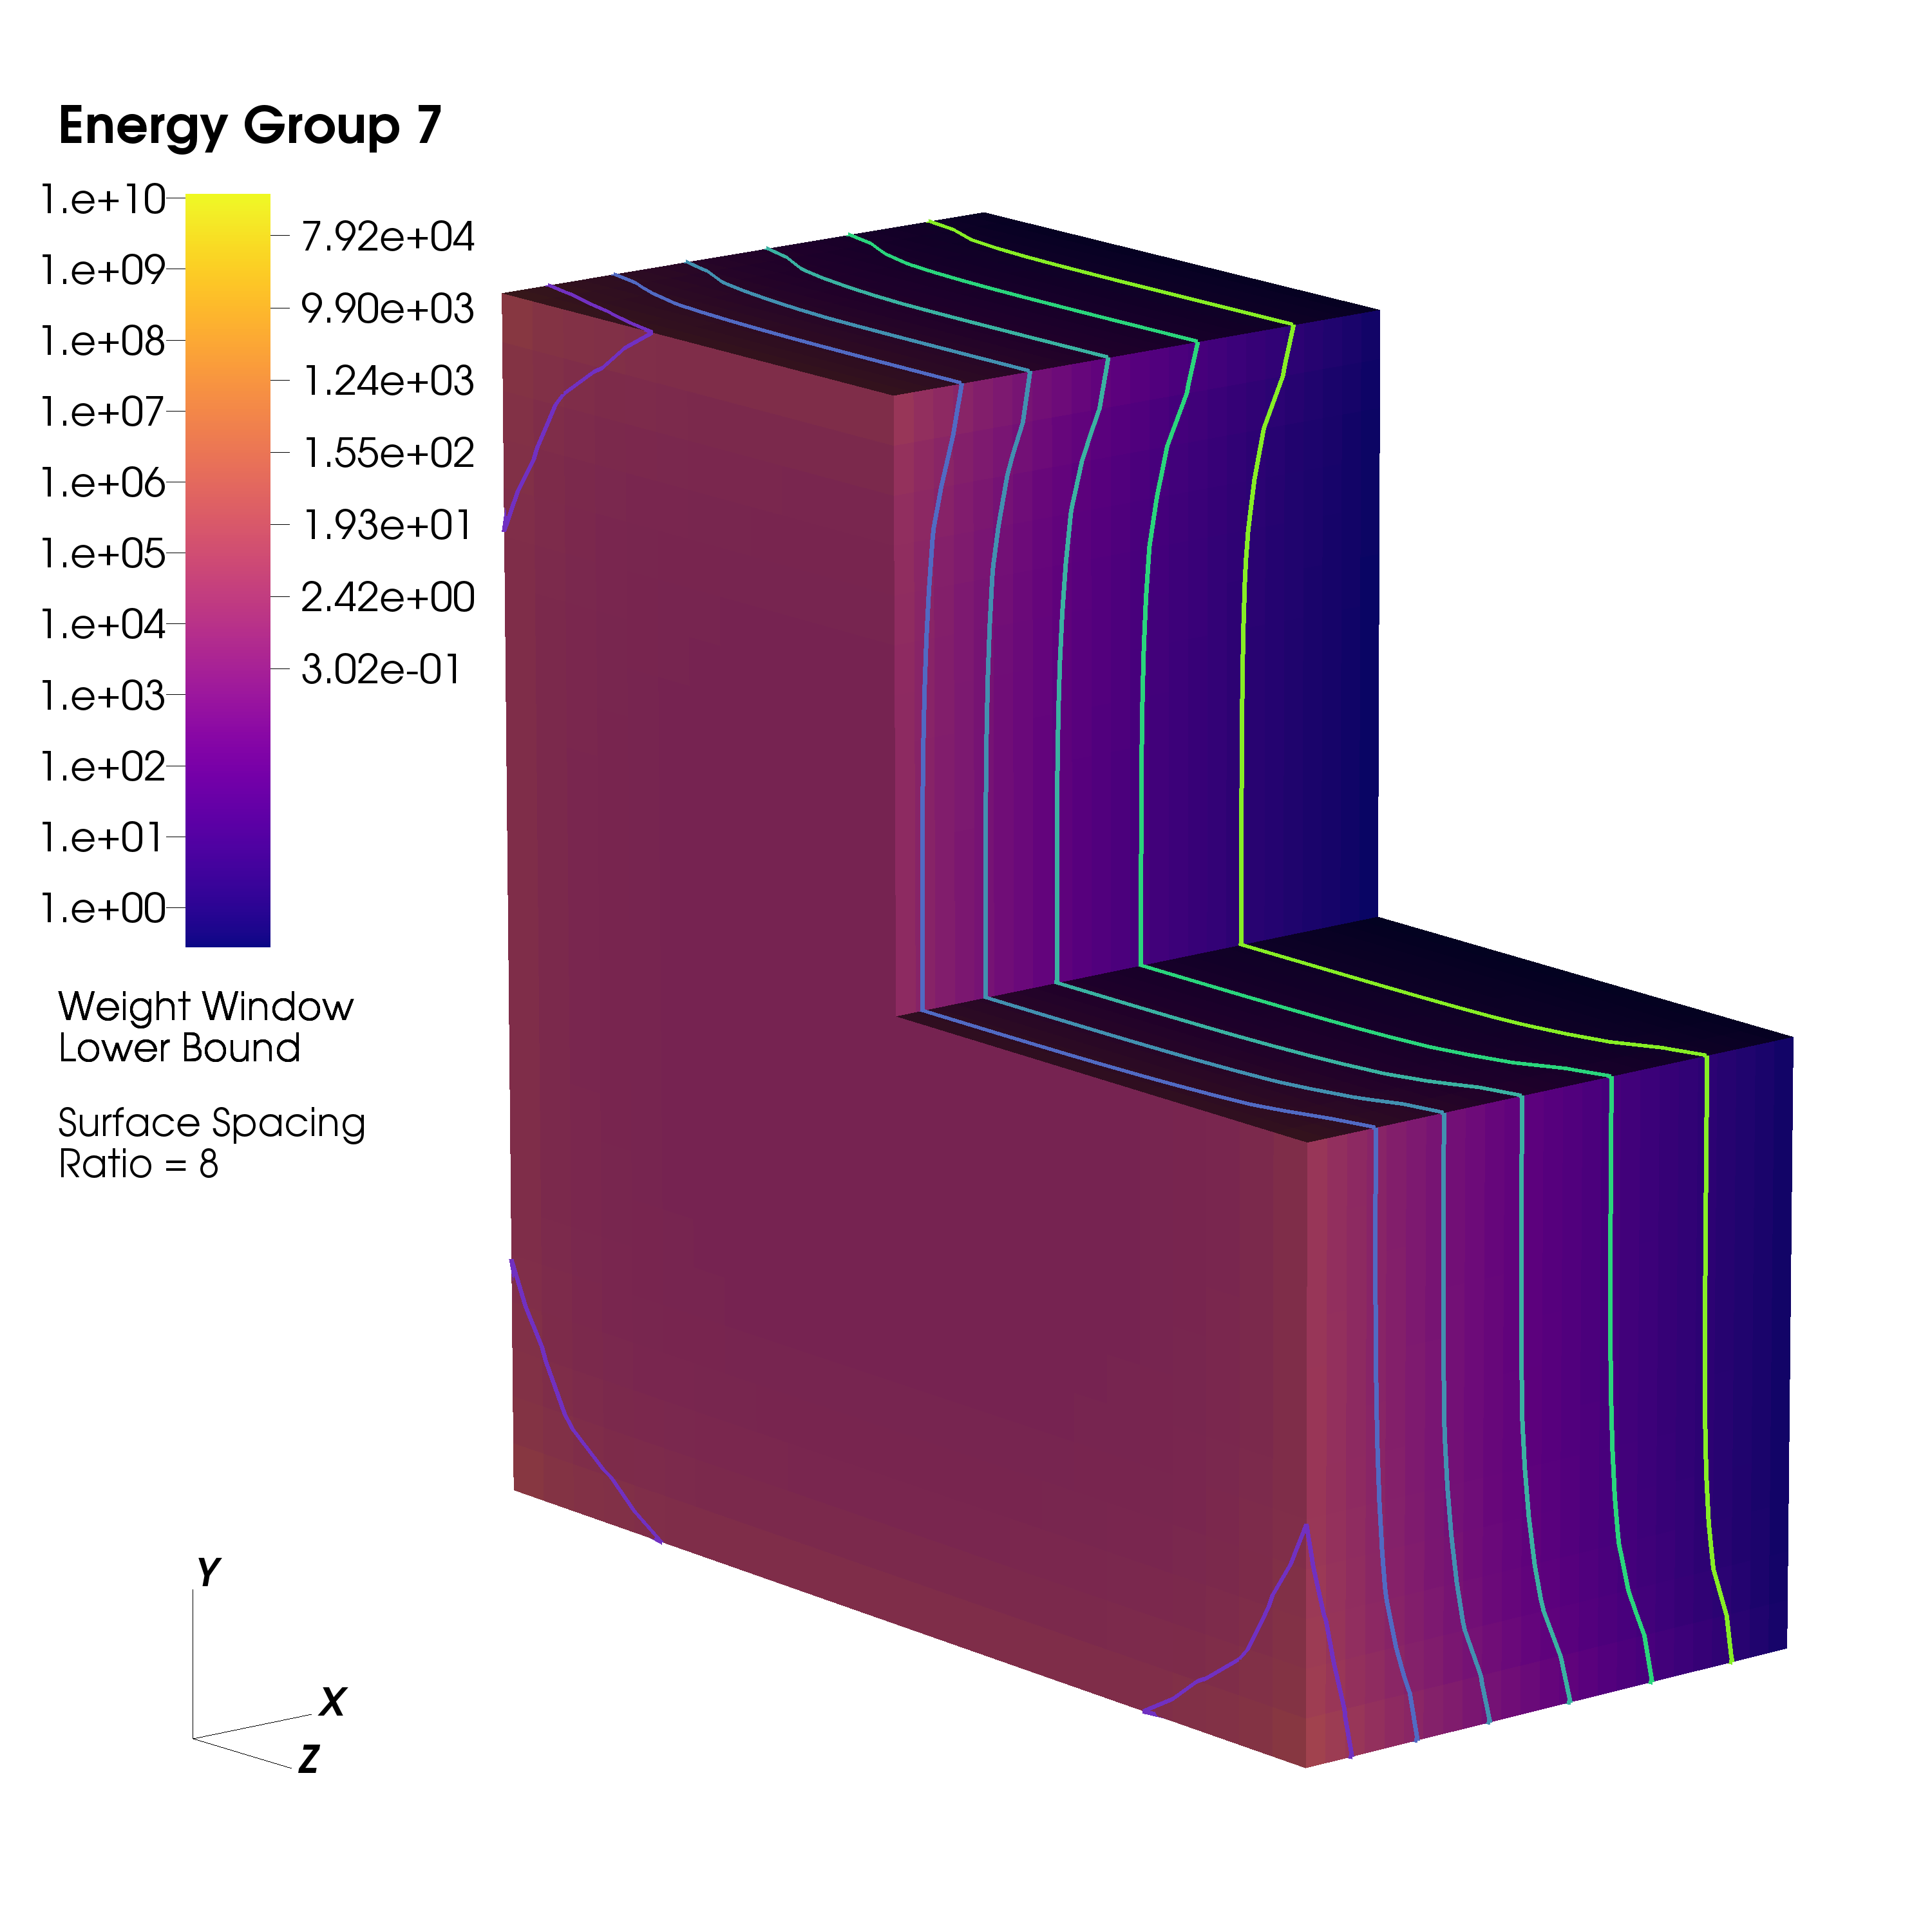 Energy Group 7
1.e+10
1.e+09
1.e+08
1.e+07
1.e+06
1.e+05
1.e+04
1.e+03
1.e+02
1.e+01
1.e+00
7.92e+04
9.90e+03
1.24e+03
1.55e+02
1.93e+01
2.42e+00
3.02e-01
Weight Window
Lower Bound
Surface Spacing
Ratio = 8
Y
X
Z